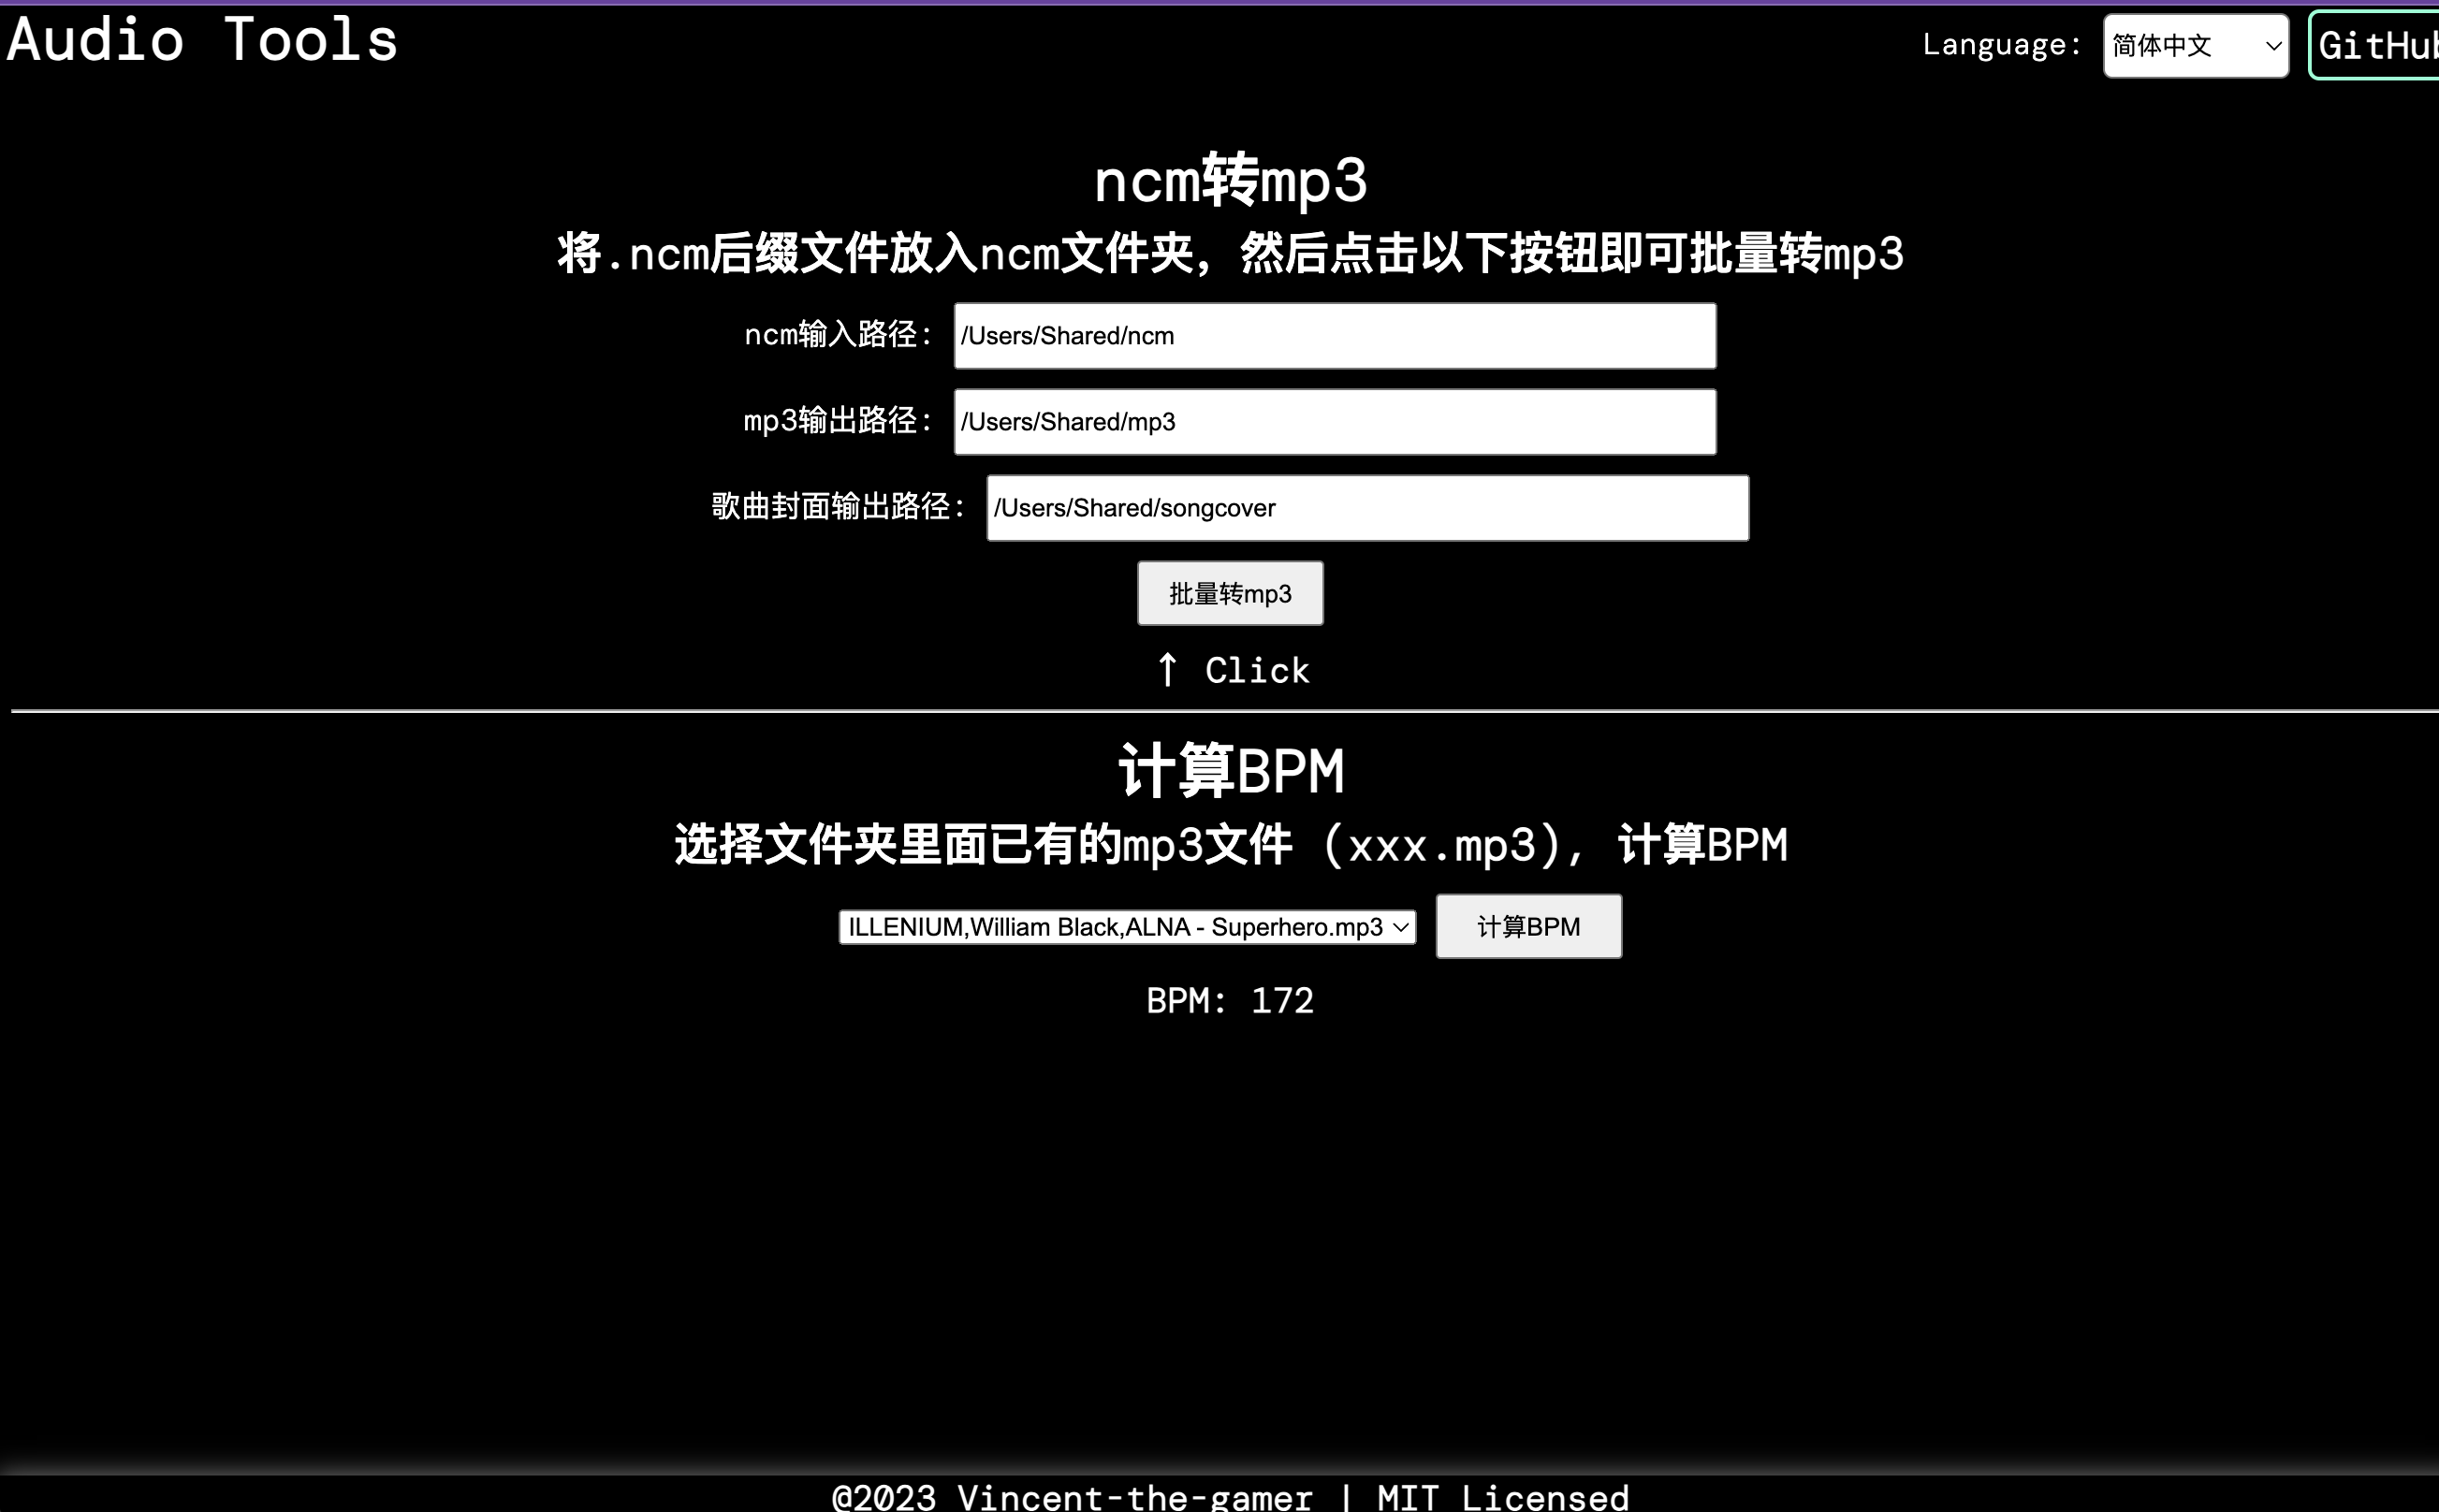 Audio Tools
Language: 简体中文 GitHub
ncm转mp3
将.ncm后缀文件放入ncm文件夹，然后点击以下按钮即可批量转mp3
ncm输入路径: /Users/Shared/ncm
mp3输出路径: /Users/Shared/mp3
歌曲封面输出路径: /Users/Shared/songcover
批量转mp3
↑ Click
计算BPM
选择文件夹里面已有的mp3文件 (xxx.mp3), 计算BPM
ILLENIUM,William Black,ALNA - Superhero.mp3 计算BPM
BPM: 172
@2023 Vincent-the-gamer | MIT Licensed